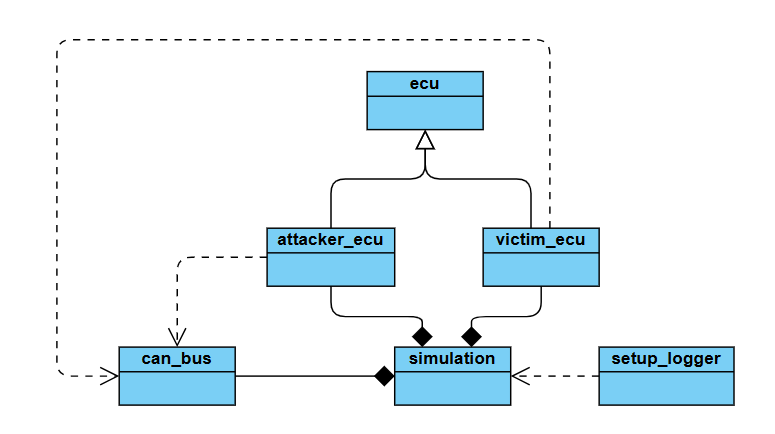 ecu
attacker_ecu
victim_ecu
can_bus
simulation
setup_logger